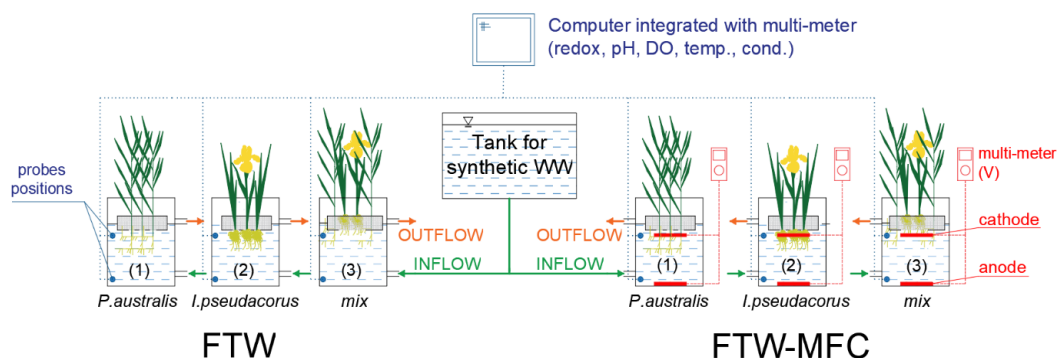 Computer integrated with multi-meter
(redox, pH, DO, temp., cond.)
Tank for
synthetic WW
probes
positions
multi-meter
(V)
cathode
anode
OUTFLOW
OUTFLOW
INFLOW
INFLOW
(1)
(2)
(3)
(1)
(2)
(3)
P.australis
I.pseudacorus
mix
P.australis
I.pseudacorus
mix
FTW
FTW-MFC